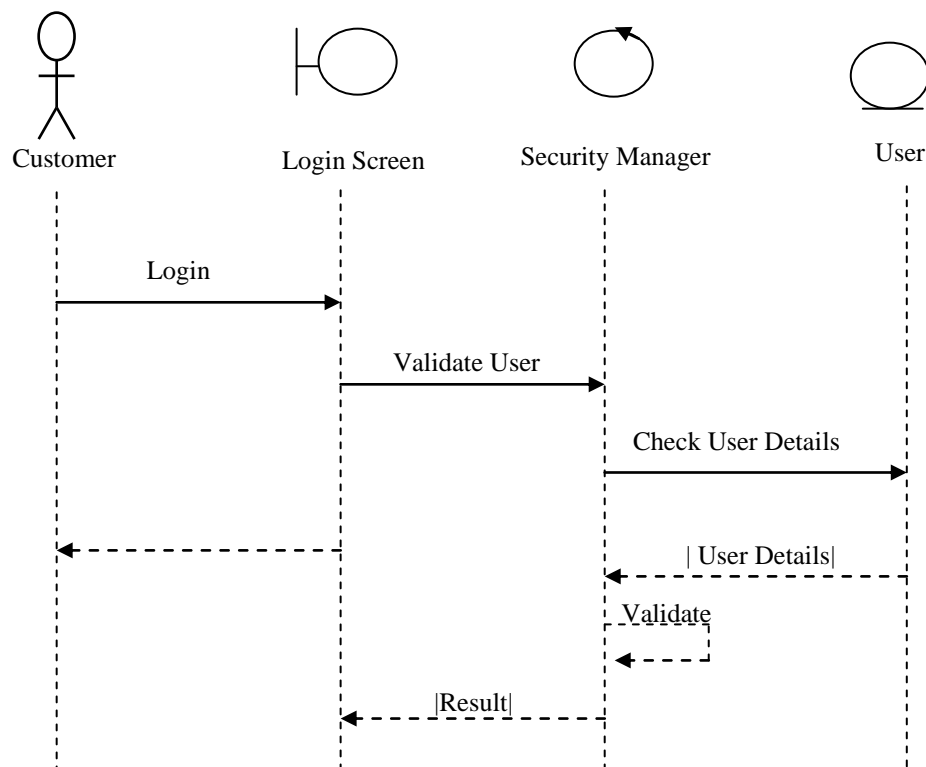 Customer
Login Screen
Security Manager
User
Login
Validate User
Check User Details
| User Details|
Validate
|Result|